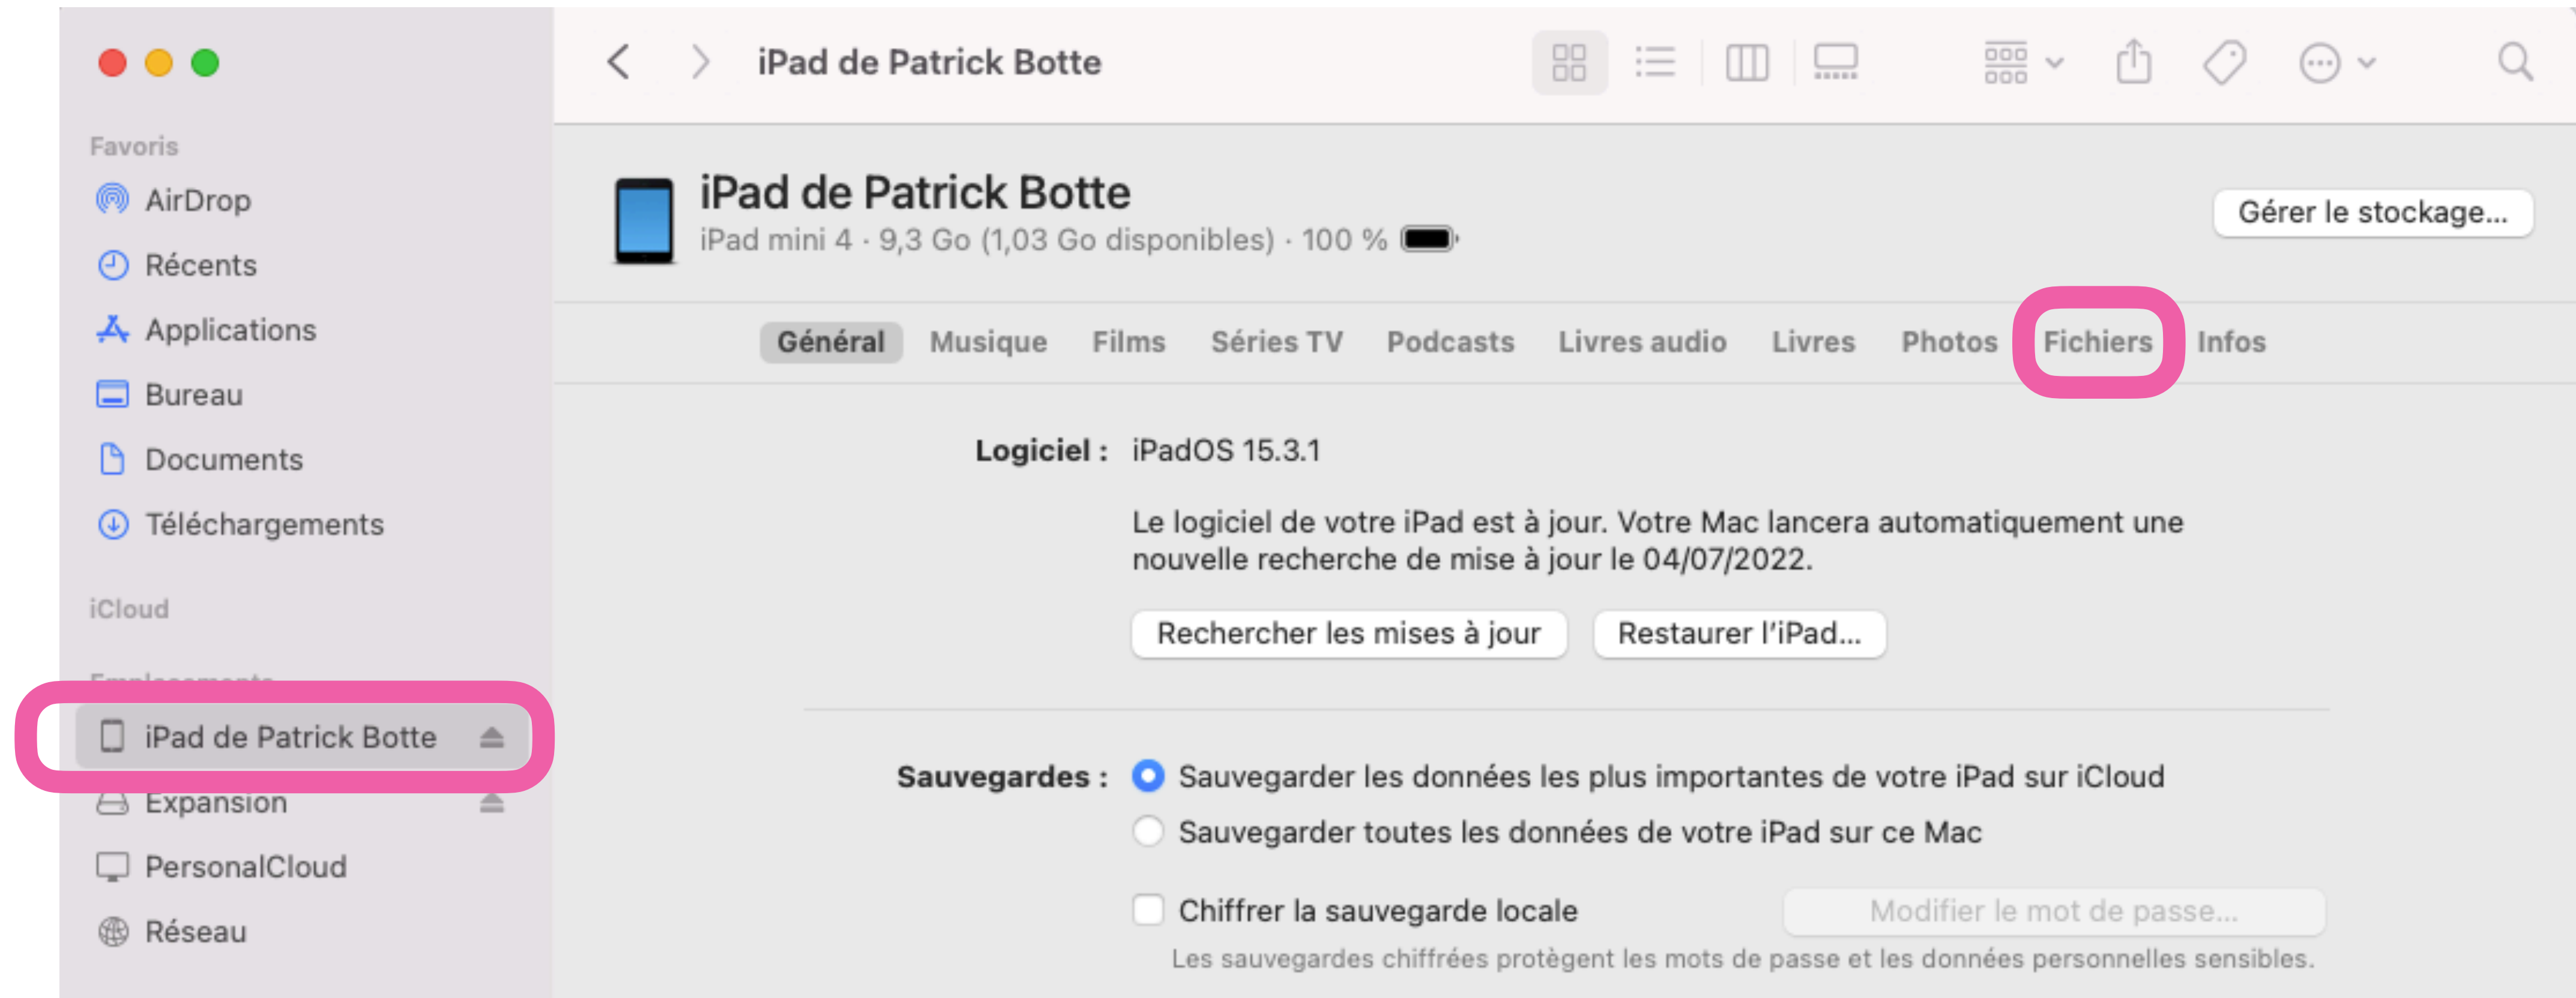 iPad de Patrick Botte
Favoris
AirDrop
Récents
Applications
Bureau
Documents
Téléchargements
iCloud
Emplacements
iPad de Patrick Botte
Expansion
PersonalCloud
Réseau
iPad de Patrick Botte
iPad mini 4 · 9,3 Go (1,03 Go disponibles) · 100 %
Gérer le stockage...
Général Musique Films Séries TV Podcasts Livres audio Livres Photos Fichiers Infos
Logiciel : iPadOS 15.3.1
Le logiciel de votre iPad est à jour. Votre Mac lancera automatiquement une
nouvelle recherche de mise à jour le 04/07/2022.
Rechercher les mises à jour Restaurer l’iPad...
Sauvegardes : Sauvegarder les données les plus importantes de votre iPad sur iCloud
Sauvegarder toutes les données de votre iPad sur ce Mac
Chiffrer la sauvegarde locale Modifier le mot de passe...
Les sauvegardes chiffrées protègent les mots de passe et les données personnelles sensibles.